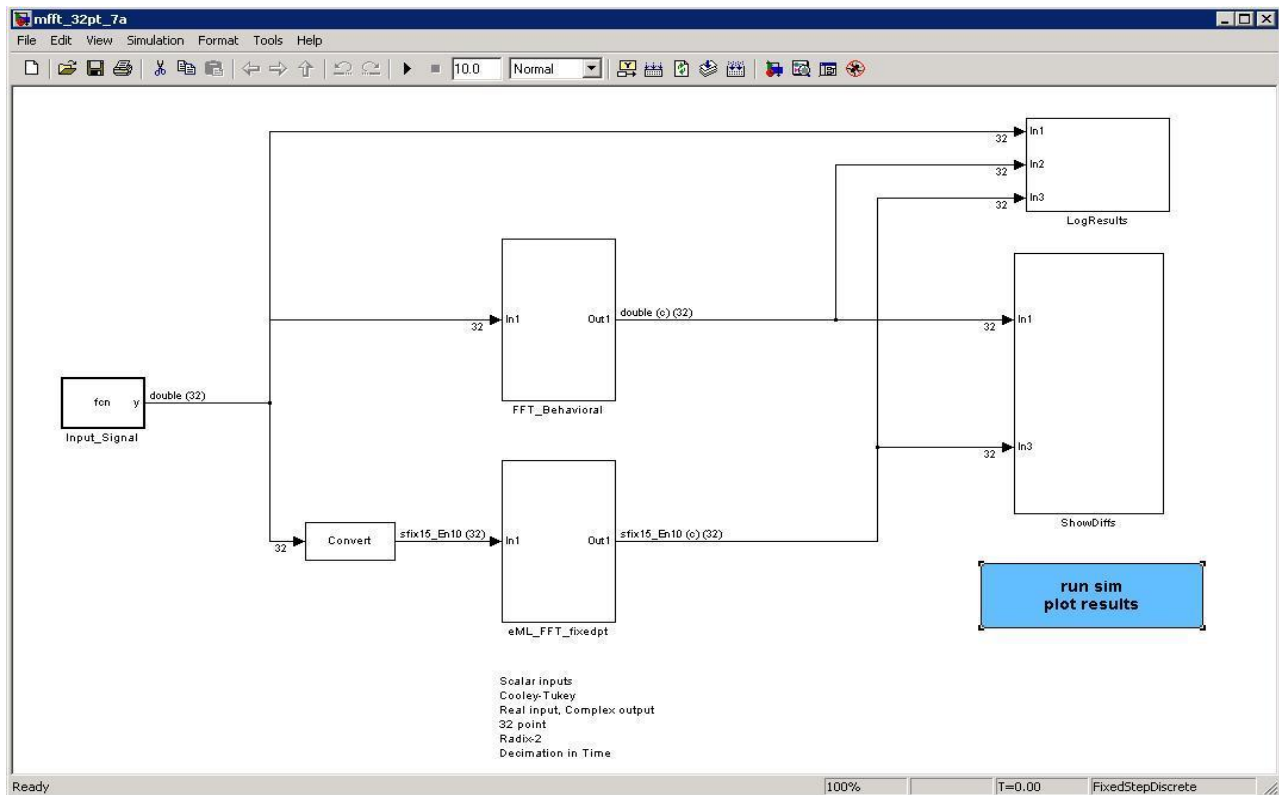 mfft_32pt_7a
File Edit View Simulation Format Tools Help
10.0 Normal
32 In1
32 In2
32 In3
LogResults
32 In1 Out1 double (c) (32)
FFT_Behavioral
32 In1
32 In3
ShowDiffs
fcn y double (32)
Input_Signal
32 Convert sfix15_En10 (32) In1 Out1 sfix15_En10 (c) (32)
eML_FFT_fixedpt
run sim
plot results
Scalar inputs
Cooley-Tukey
Real input, Complex output
32 point
Radix-2
Decimation in Time
Ready 100% T=0.00 FixedStepDiscrete